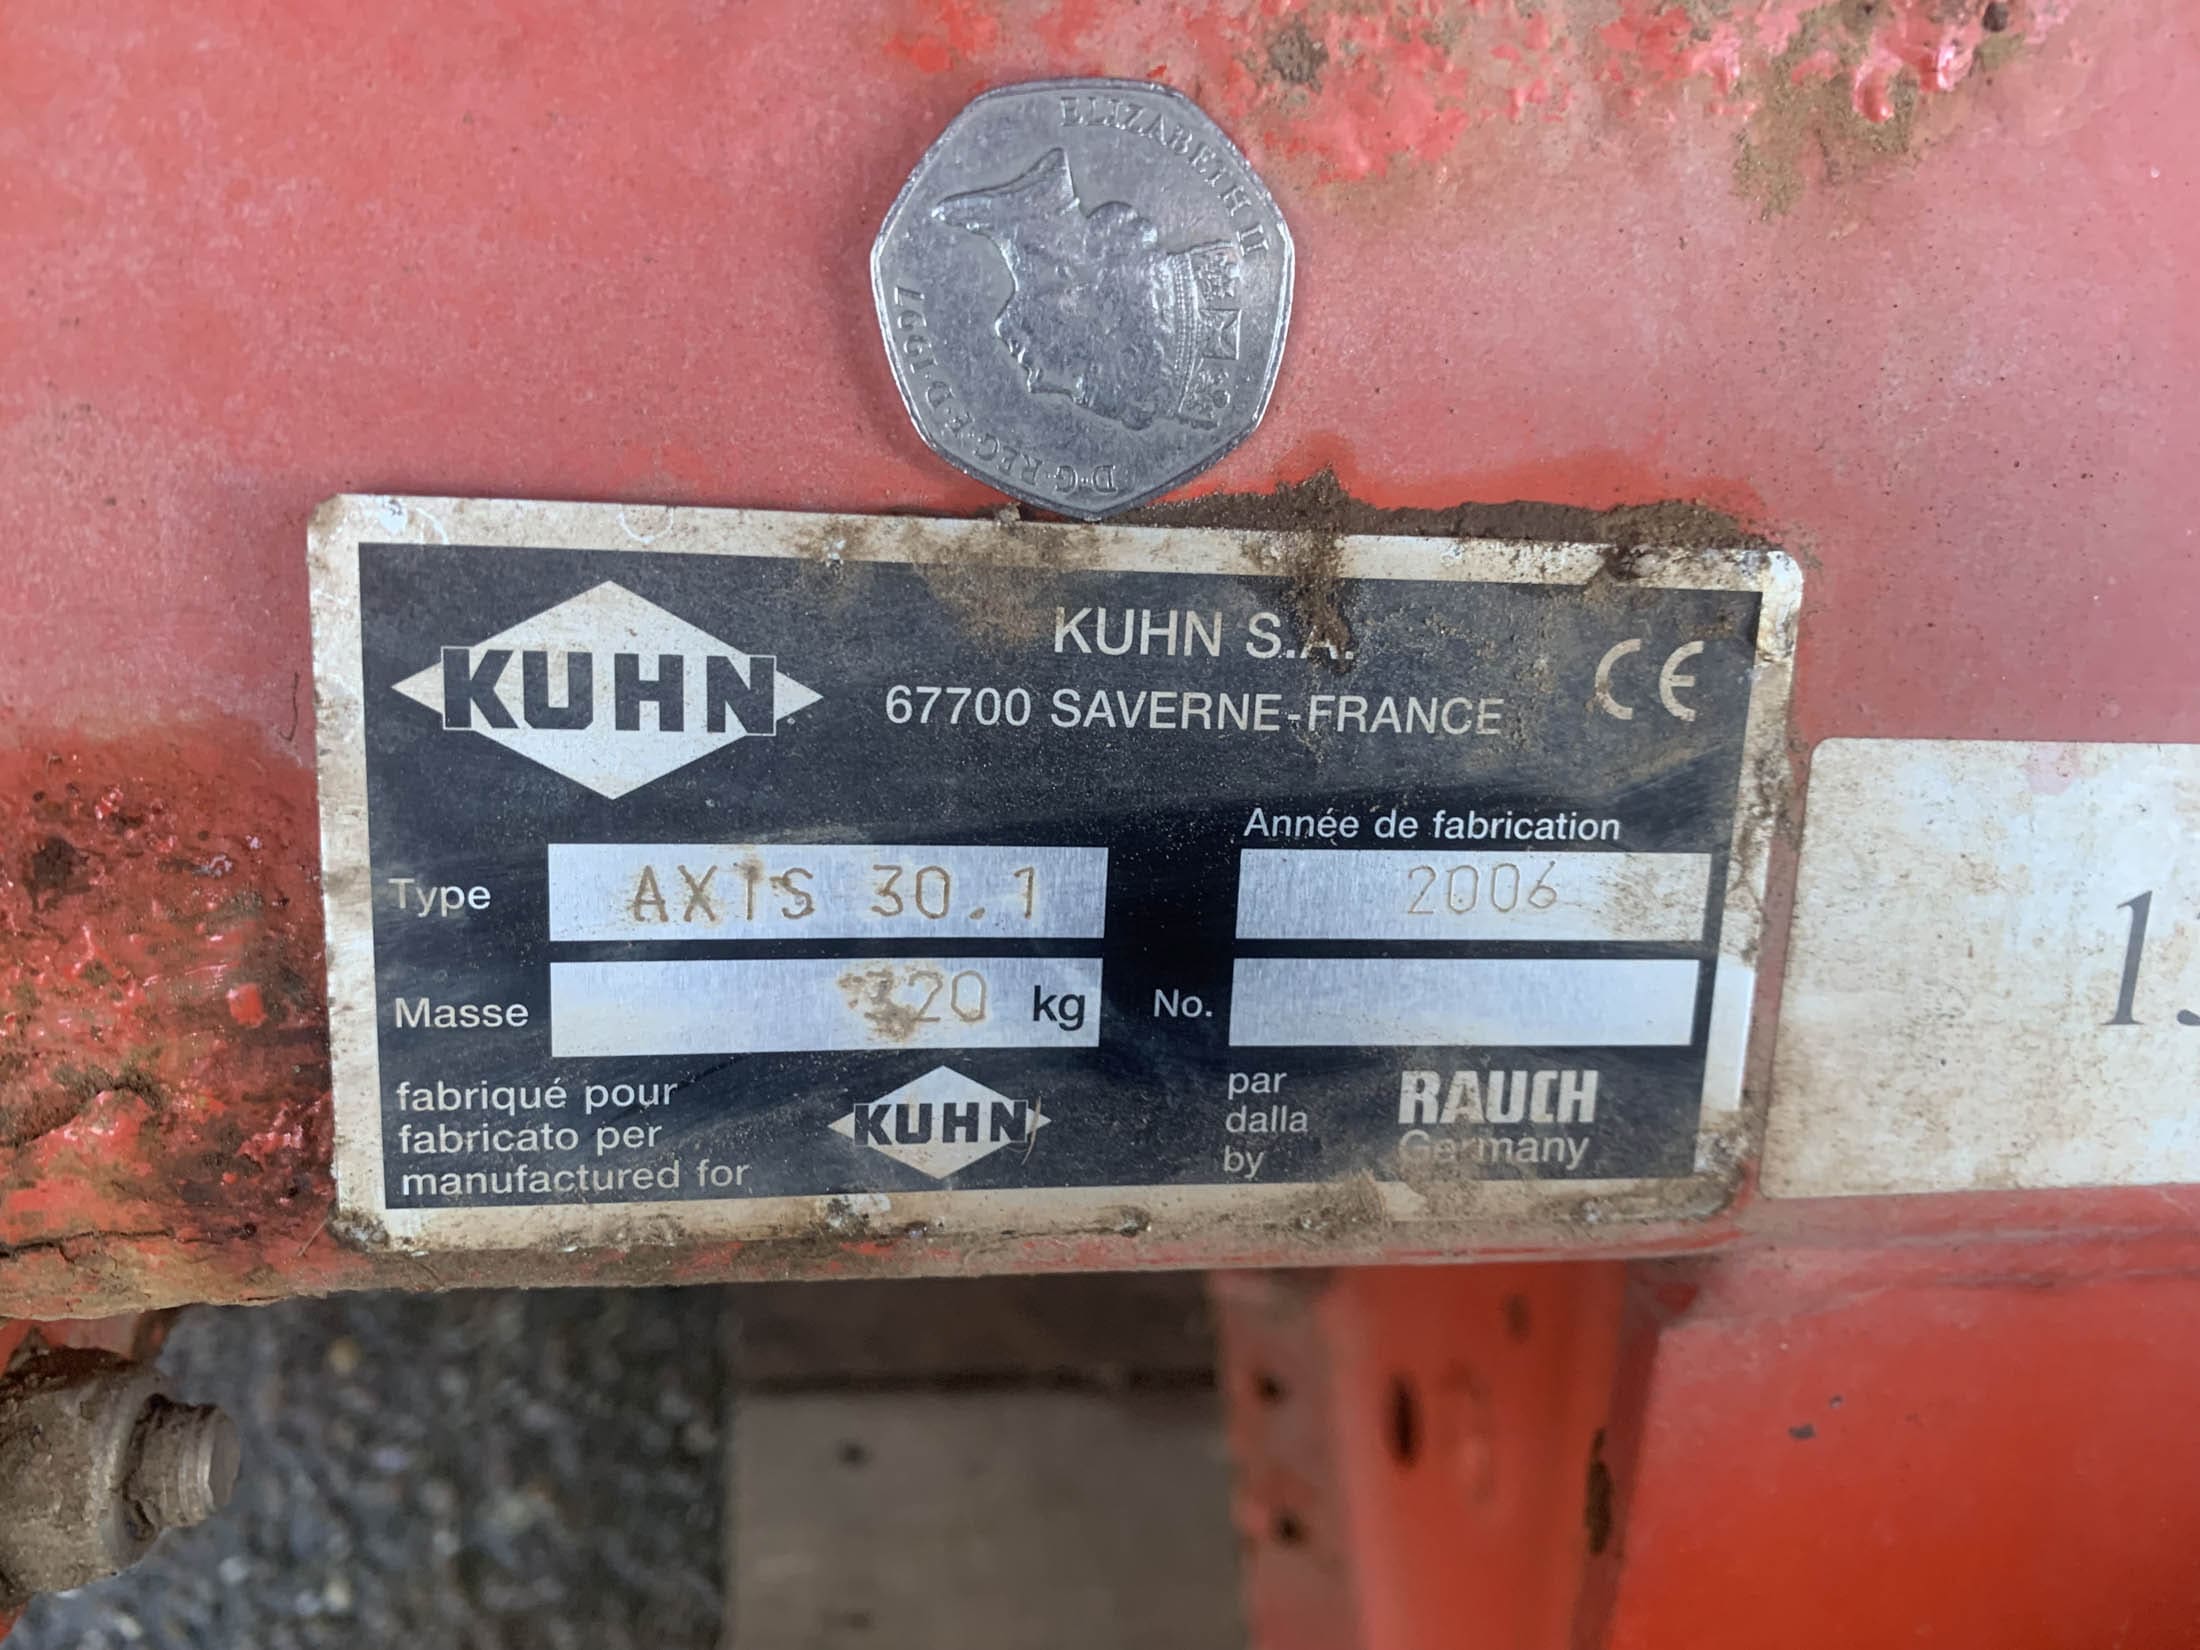 ELIZABETH II
D·G·REG·F·D·1997
KUHN
KUHN S.A.
67700 SAVERNE-FRANCE
CE
Année de fabrication
Type AXIS 30.1 2006
Masse 320 kg No.
fabriqué pour
fabricato per
manufactured for
KUHN
par
dalla
by
RAUCH
Germany